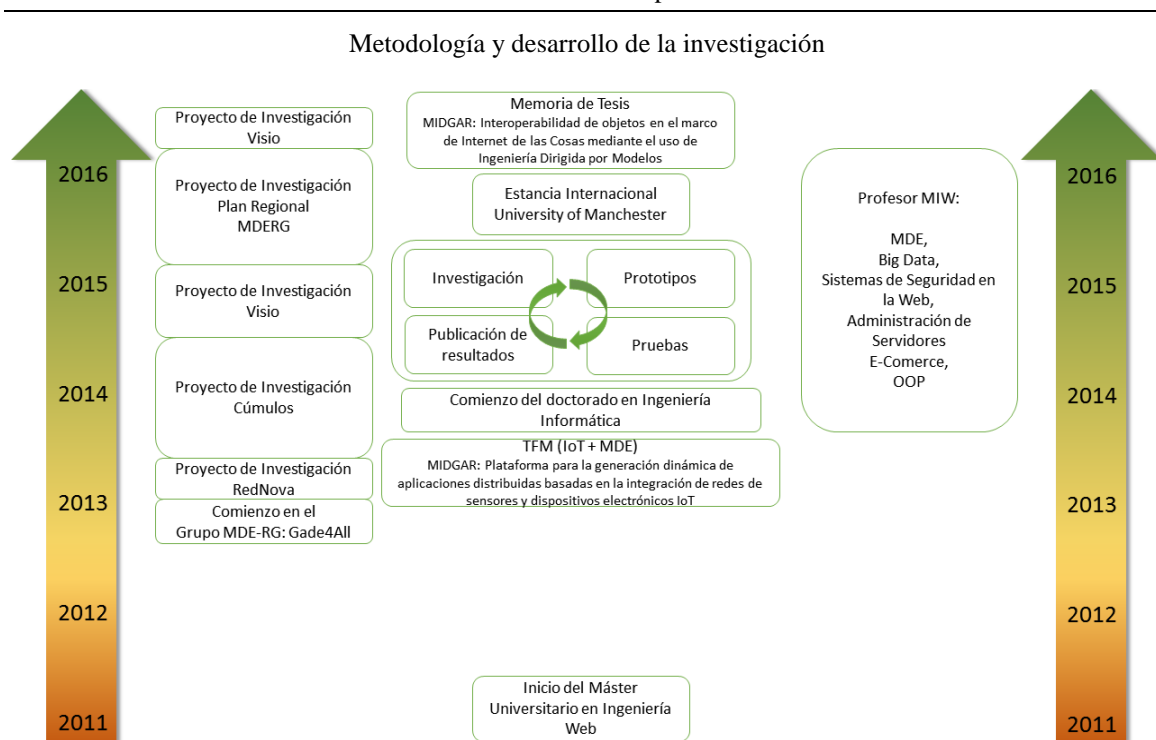 Metodología y desarrollo de la investigación
2016
2015
2014
2013
2012
2011
Proyecto de Investigación
Visio
Proyecto de Investigación
Plan Regional
MDERG
Proyecto de Investigación
Visio
Proyecto de Investigación
Cúmulos
Proyecto de Investigación
RedNova
Comienzo en el
Grupo MDE-RG: Gade4All
Memoria de Tesis
MIDGAR: Interoperabilidad de objetos en el marco
de Internet de las Cosas mediante el uso de
Ingeniería Dirigida por Modelos
Estancia Internacional
University of Manchester
Investigación
Prototipos
Publicación de
resultados
Pruebas
Comienzo del doctorado en Ingeniería
Informática
TFM (IoT + MDE)
MIDGAR: Plataforma para la generación dinámica de
aplicaciones distribuidas basadas en la integración de redes de
sensores y dispositivos electrónicos IoT
Inicio del Máster
Universitario en Ingeniería
Web
Profesor MIW:
MDE,
Big Data,
Sistemas de Seguridad en
la Web,
Administración de
Servidores
E-Comerce,
OOP
2016
2015
2014
2013
2012
2011